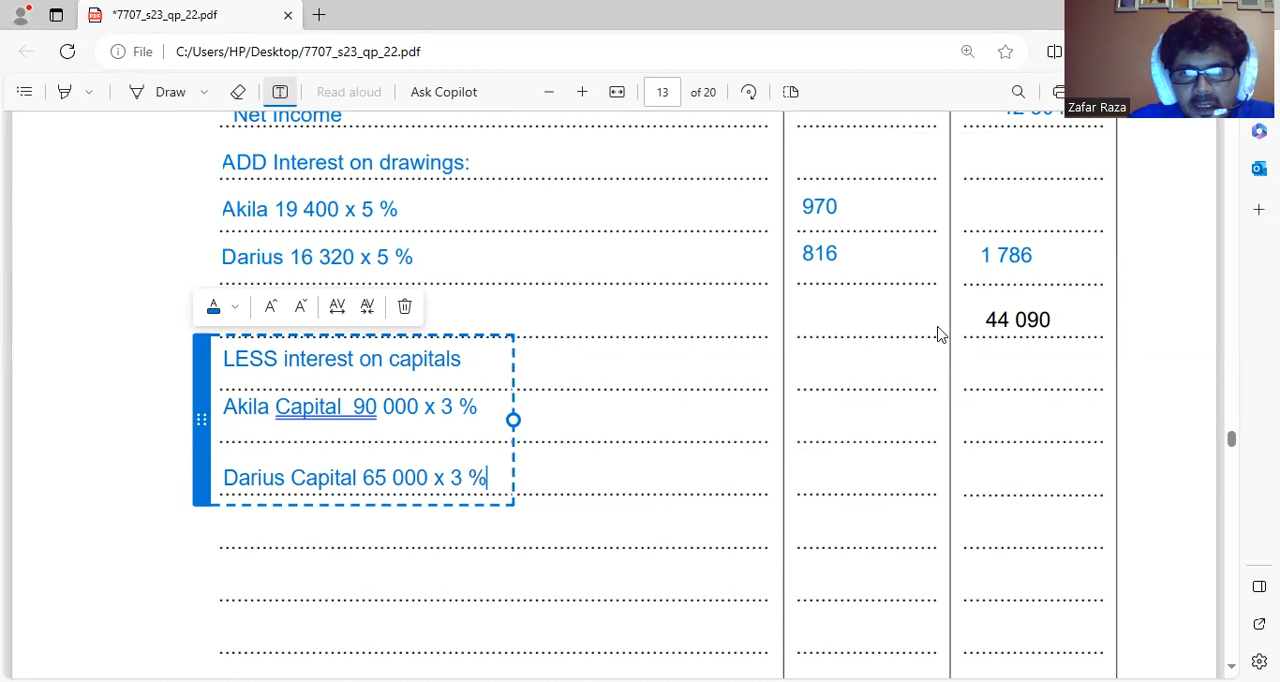 *7707_s23_qp_22.pdf
File C:/Users/HP/Desktop/7707_s23_qp_22.pdf
Draw Read aloud Ask Copilot 13 of 20
Zafar Raza
Net Income
ADD Interest on drawings:
Akila 19 400 x 5 % 970
Darius 16 320 x 5 % 816 1 786
44 090
LESS interest on capitals
Akila Capital 90 000 x 3 %
Darius Capital 65 000 x 3 %